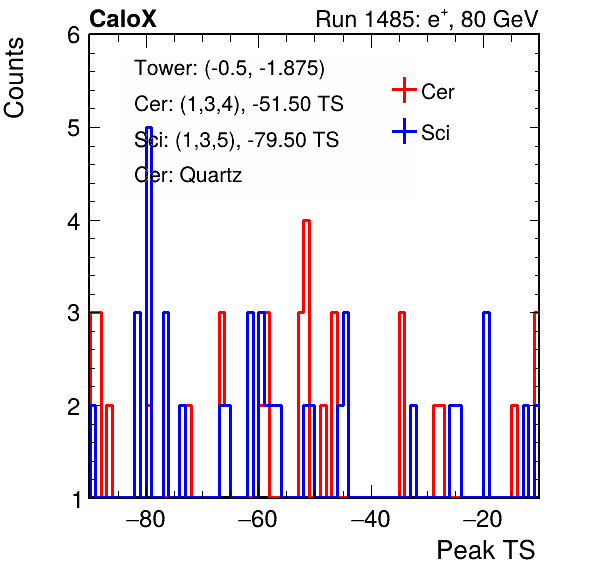 CaloX
Run 1485: e+, 80 GeV
Counts
6
5
4
3
2
1
Tower: (-0.5, -1.875)
Cer: (1,3,4), -51.50 TS
Sci: (1,3,5), -79.50 TS
Cer: Quartz
Cer
Sci
−80
−60
−40
−20
Peak TS